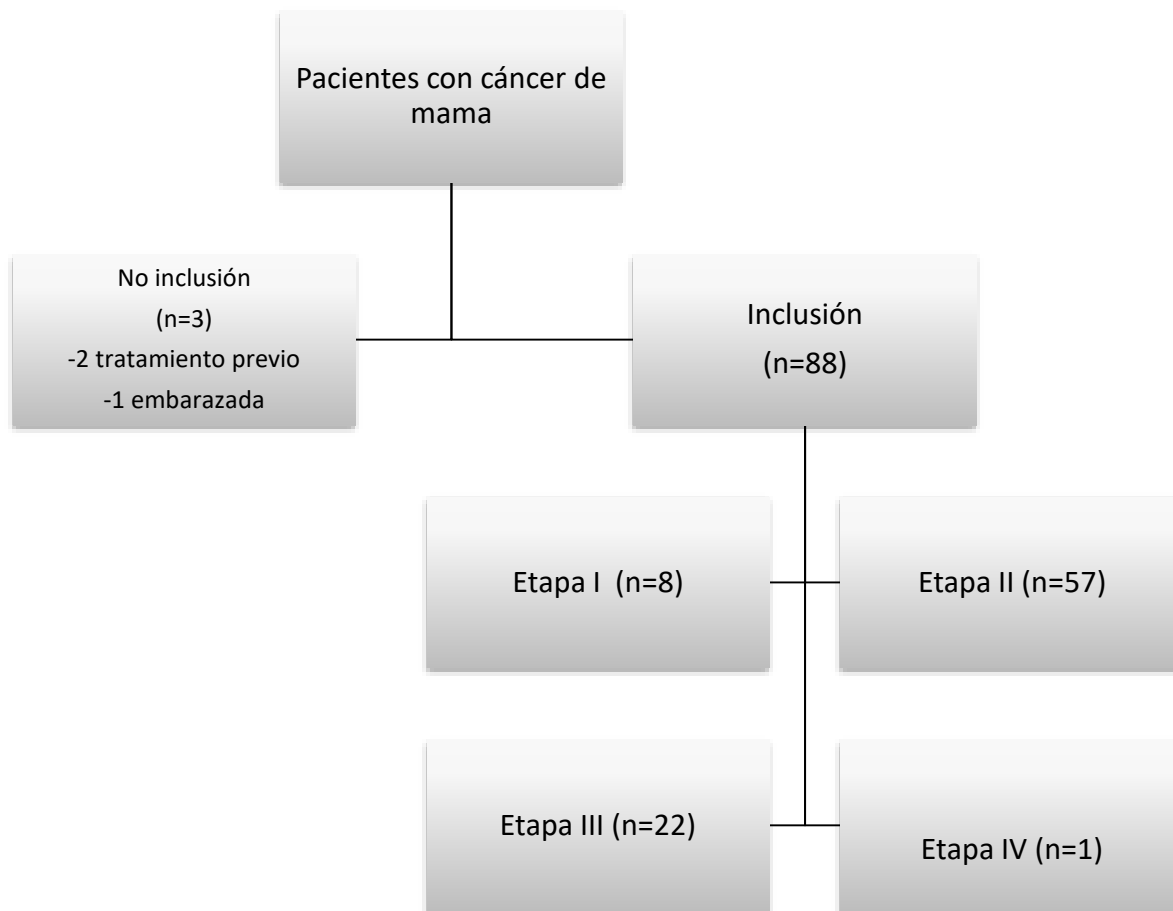 Pacientes con cáncer de
mama
No inclusión
(n=3)
-2 tratamiento previo
-1 embarazada
Inclusión
(n=88)
Etapa I  (n=8)
Etapa II (n=57)
Etapa III (n=22)
Etapa IV (n=1)